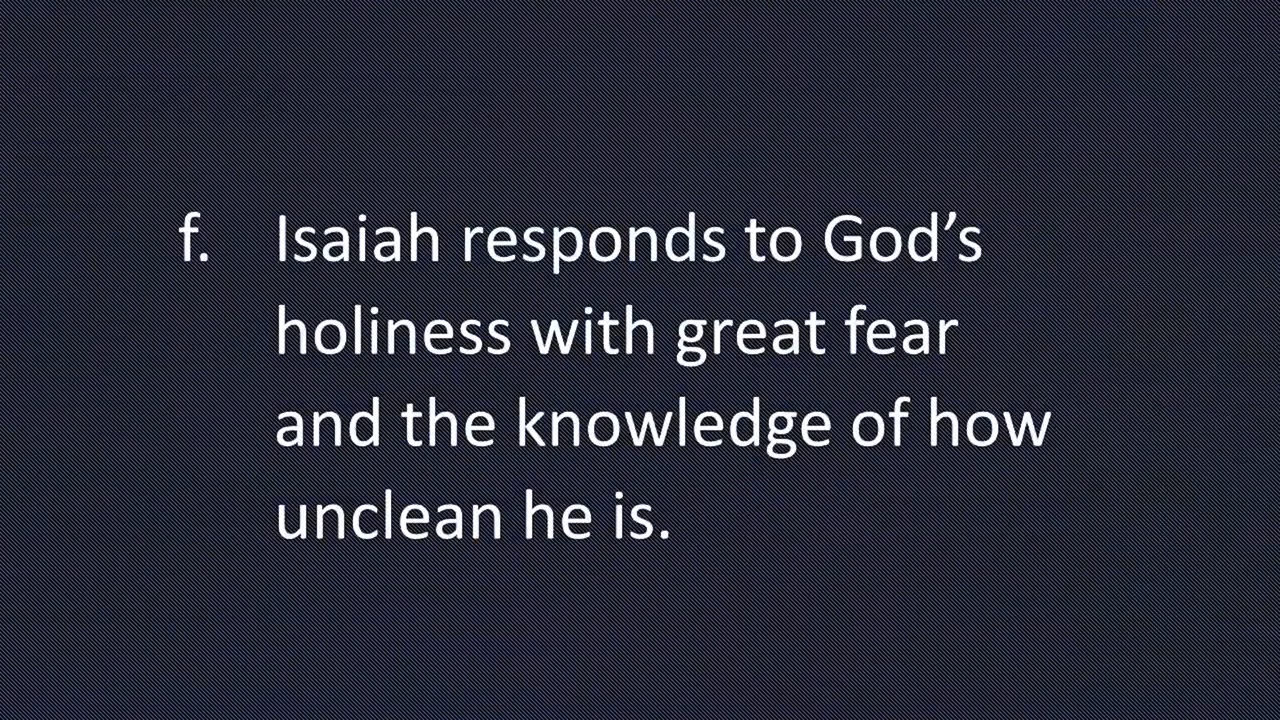 f. Isaiah responds to God’s
holiness with great fear
and the knowledge of how
unclean he is.